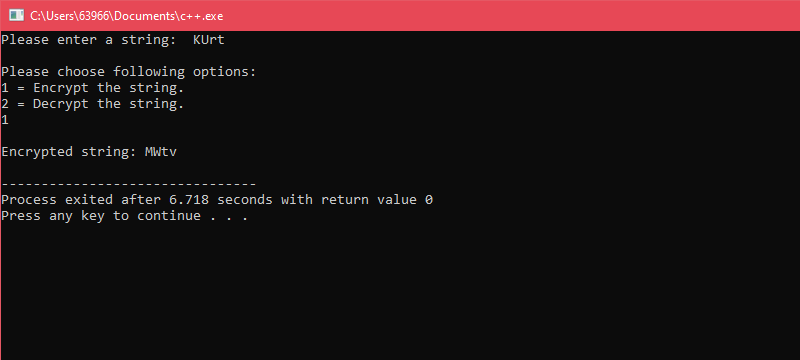 C:\Users\63966\Documents\c++.exe
Please enter a string:  KUrt
Please choose following options:
1 = Encrypt the string.
2 = Decrypt the string.
1
Encrypted string: MWtv
--------------------------------
Process exited after 6.718 seconds with return value 0
Press any key to continue . . .